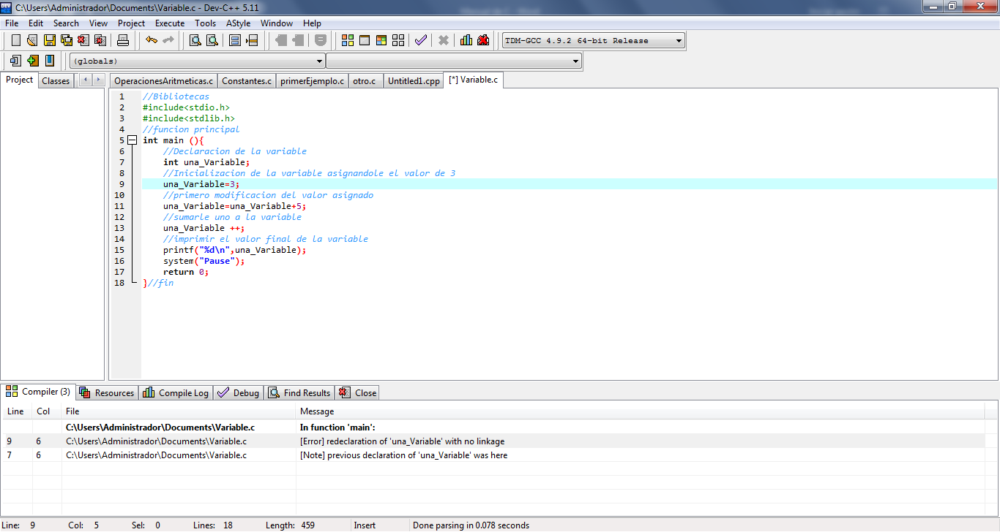 C:\Users\Administrador\Documents\Variable.c - Dev-C++ 5.11
File Edit Search View Project Execute Tools AStyle Window Help
TDM-GCC 4.9.2 64-bit Release
(globals)
Project Classes
OperacionesAritmeticas.c Constantes.c primerEjemplo.c otro.c Untitled1.cpp [*] Variable.c
1 //Bibliotecas
2 #include<stdio.h>
3 #include<stdlib.h>
4 //funcion principal
5 int main (){
6 //Declaracion de la variable
7 int una_Variable;
8 //Inicializacion de la variable asignandole el valor de 3
9 una_Variable=3;
10 //primero modificacion del valor asignado
11 una_Variable=una_Variable+5;
12 //sumarle uno a la variable
13 una_Variable ++;
14 //imprimir el valor final de la variable
15 printf("%d\n",una_Variable);
16 system("Pause");
17 return 0;
18 }//fin
Compiler (3) Resources Compile Log Debug Find Results Close
Line Col File Message
C:\Users\Administrador\Documents\Variable.c In function 'main':
9 6 C:\Users\Administrador\Documents\Variable.c [Error] redeclaration of 'una_Variable' with no linkage
7 6 C:\Users\Administrador\Documents\Variable.c [Note] previous declaration of 'una_Variable' was here
Line: 9 Col: 5 Sel: 0 Lines: 18 Length: 459 Insert Done parsing in 0.078 seconds